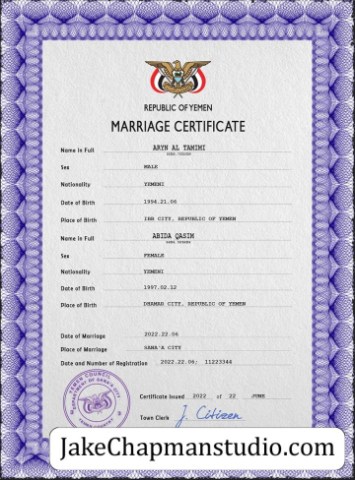 REPUBLIC OF YEMEN
MARRIAGE CERTIFICATE
Name in Full ARYN AL TAMIMI
Sex MALE
Nationality YEMENI
Date of Birth 1994.21.06
Place of Birth IBB CITY, REPUBLIC OF YEMEN
Name in Full ABIDA QASIM
Sex FEMALE
Nationality YEMENI
Date of Birth 1997.02.12
Place of Birth DHAMAR CITY, REPUBLIC OF YEMEN
Date of Marriage 2022.22.06
Place of Marriage SANA'A CITY
Date and Number of Registration 2022.22.06; 11223344
Certificate Issued 2022 of 22 JUNE
Town Clerk J. Citizen
JakeChapmanstudio.com